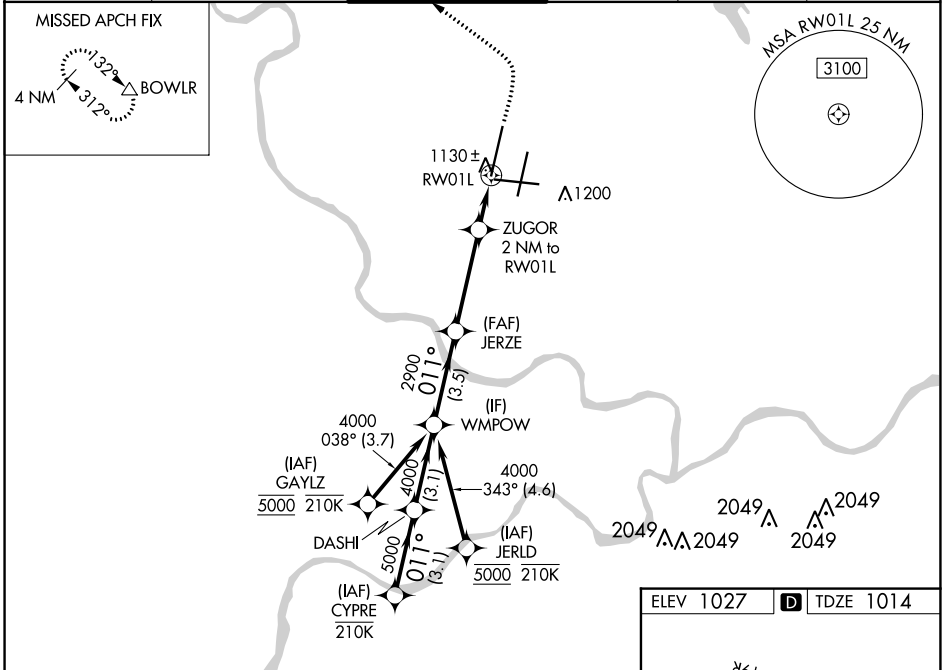 MISSED APCH FIX
132°
BOWLR
4 NM
312°
MSA RW01L 25 NM
3100
1130 ±
RW01L
1200
ZUGOR
2 NM to
RW01L
(FAF)
JERZE
2900
011°
(3.5)
(IF)
WMPOW
4000
038° (3.7)
(IAF)
GAYLZ
5000 210K
4000
(3.1)
4000
343° (4.6)
DASHI
(IAF)
JERLD
5000 210K
5000
011°
(3.1)
(IAF)
CYPRE
210K
2049
2049
2049
2049
2049
ELEV 1027 D TDZE 1014
19R